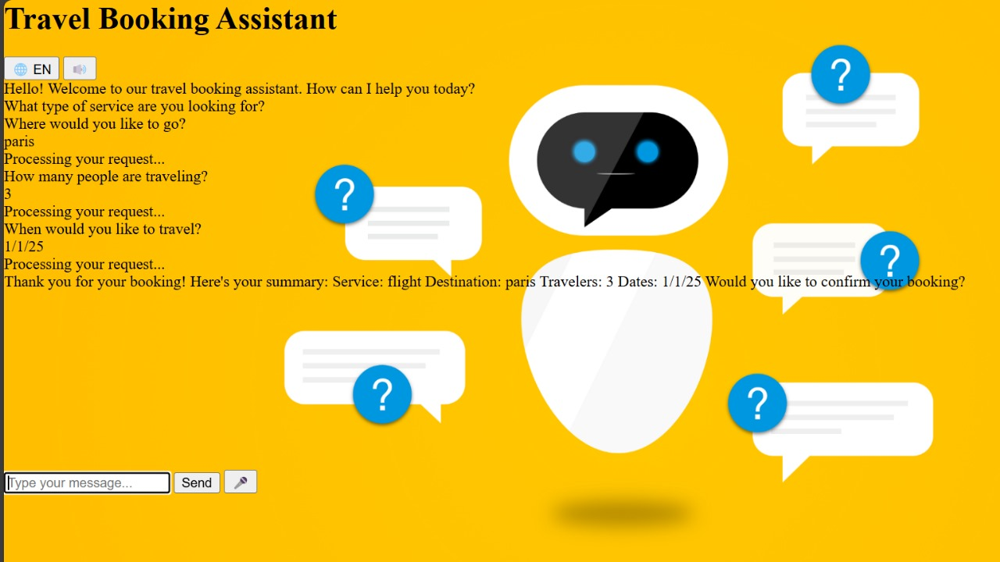 Travel Booking Assistant
EN
Hello! Welcome to our travel booking assistant. How can I help you today?
What type of service are you looking for?
Where would you like to go?
paris
Processing your request...
How many people are traveling?
3
Processing your request...
When would you like to travel?
1/1/25
Processing your request...
Thank you for your booking! Here's your summary: Service: flight Destination: paris Travelers: 3 Dates: 1/1/25 Would you like to confirm your booking?
?
?
?
?
?
Type your message... Send